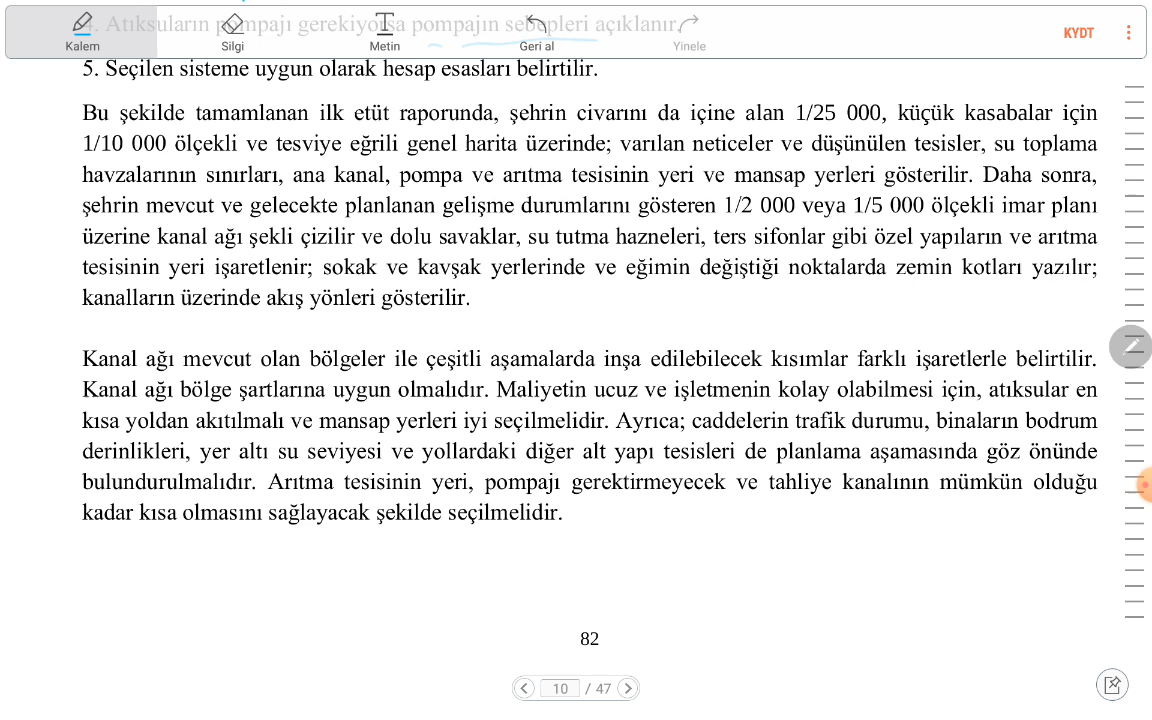 4. Atıksuların pompajı gerekiyorsa pompajın sebepleri açıklanır.
Kalem
Silgi
Metin
Geri al
Yinele
KYDT
5. Seçilen sisteme uygun olarak hesap esasları belirtilir.
Bu şekilde tamamlanan ilk etüt raporunda, şehrin civarını da içine alan 1/25 000, küçük kasabalar için
1/10 000 ölçekli ve tesviye eğrili genel harita üzerinde; varılan neticeler ve düşünülen tesisler, su toplama
havzalarının sınırları, ana kanal, pompa ve arıtma tesisinin yeri ve mansap yerleri gösterilir. Daha sonra,
şehrin mevcut ve gelecekte planlanan gelişme durumlarını gösteren 1/2 000 veya 1/5 000 ölçekli imar planı
üzerine kanal ağı şekli çizilir ve dolu savaklar, su tutma hazneleri, ters sifonlar gibi özel yapıların ve arıtma
tesisinin yeri işaretlenir; sokak ve kavşak yerlerinde ve eğimin değiştiği noktalarda zemin kotları yazılır;
kanalların üzerinde akış yönleri gösterilir.
Kanal ağı mevcut olan bölgeler ile çeşitli aşamalarda inşa edilebilecek kısımlar farklı işaretlerle belirtilir.
Kanal ağı bölge şartlarına uygun olmalıdır. Maliyetin ucuz ve işletmenin kolay olabilmesi için, atıksular en
kısa yoldan akıtılmalı ve mansap yerleri iyi seçilmelidir. Ayrıca; caddelerin trafik durumu, binaların bodrum
derinlikleri, yer altı su seviyesi ve yollardaki diğer alt yapı tesisleri de planlama aşamasında göz önünde
bulundurulmalıdır. Arıtma tesisinin yeri, pompajı gerektirmeyecek ve tahliye kanalının mümkün olduğu
kadar kısa olmasını sağlayacak şekilde seçilmelidir.
82
10 / 47